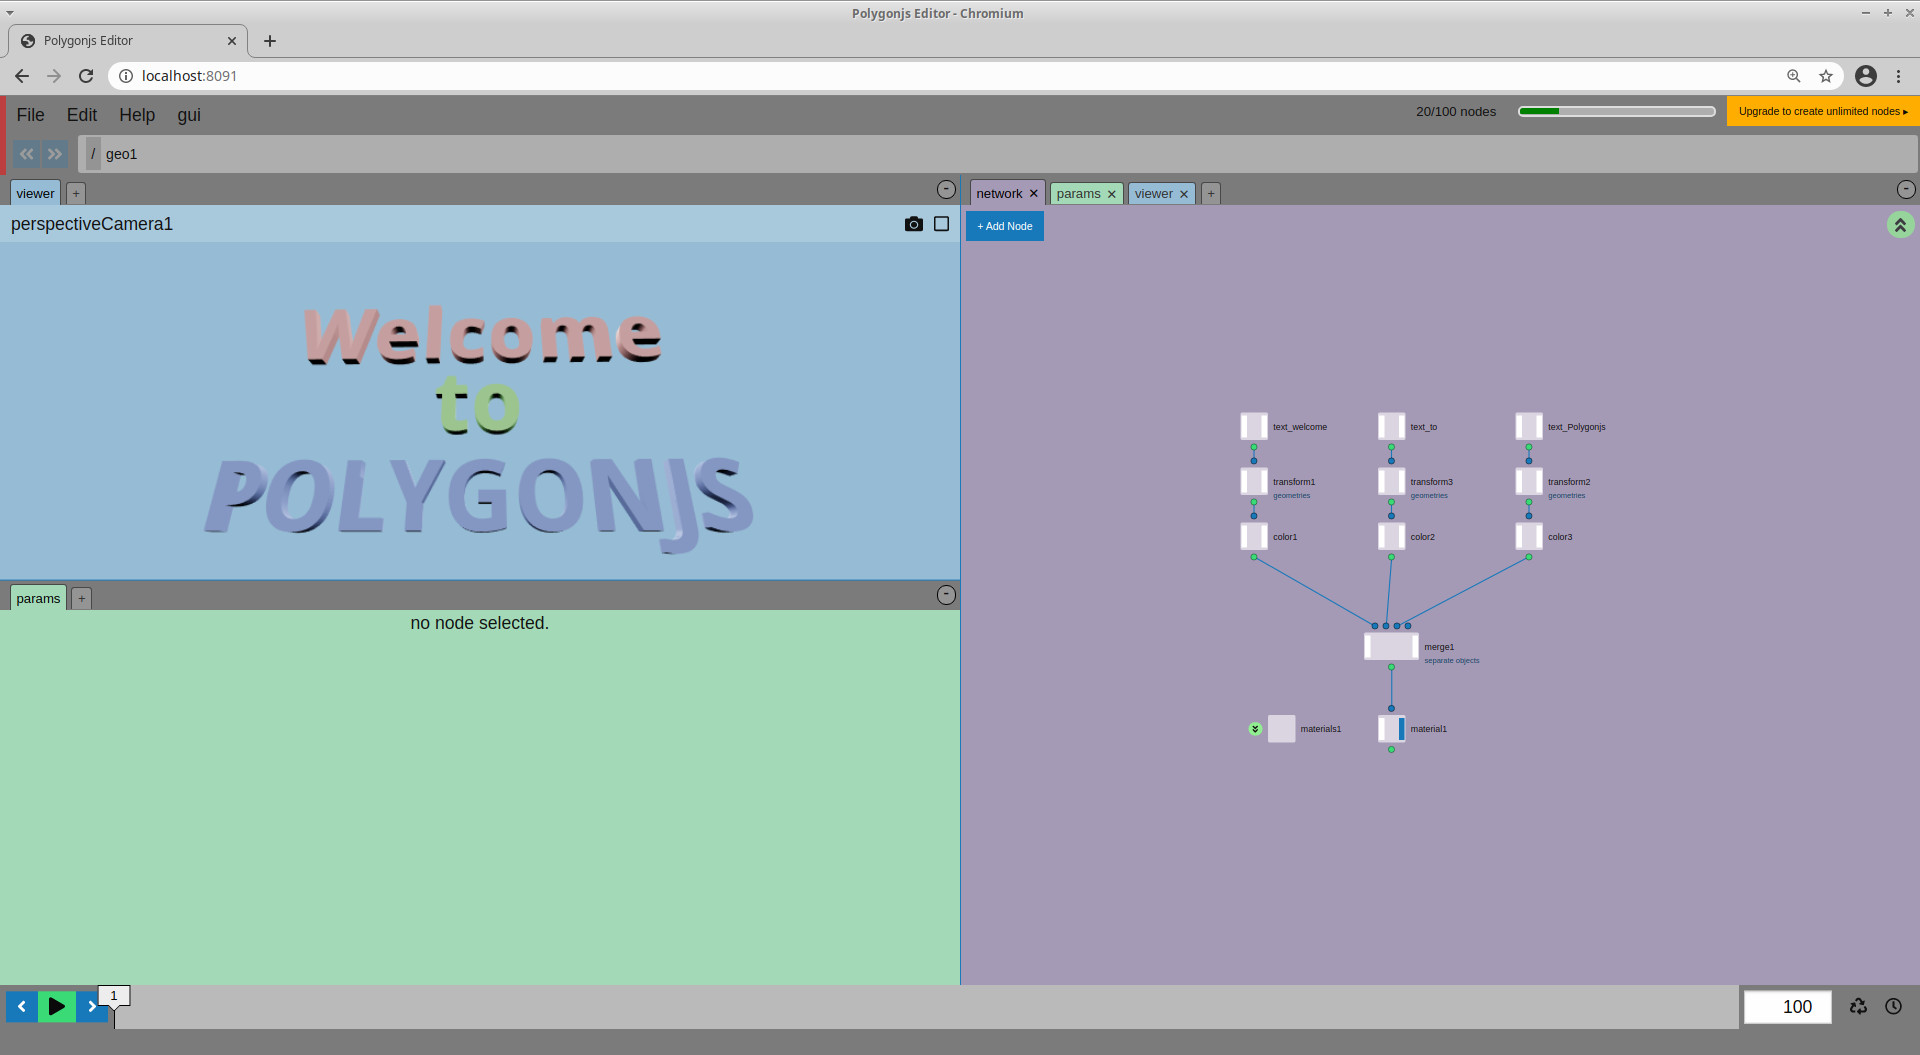 Polygonjs Editor - Chromium
Polygonjs Editor
localhost:8091
File Edit Help gui
20/100 nodes
Upgrade to create unlimited nodes ▸
/ geo1
viewer +
perspectiveCamera1
Welcome
to
POLYGONJS
params +
no node selected.
network params viewer +
+ Add Node
text_welcome text_to text_Polygonjs
transform1 transform3 transform2
geometries geometries geometries
color1 color2 color3
merge1
separate objects
materials1 material1
1
100